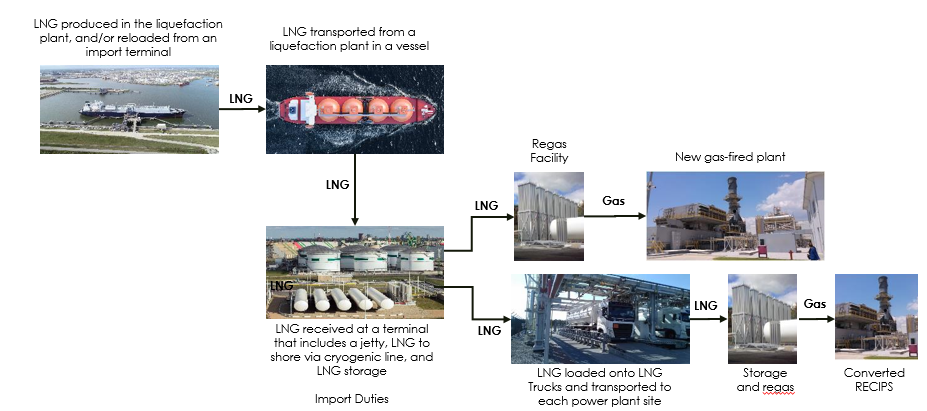 LNG produced in the liquefaction
plant, and/or reloaded from an
import terminal
LNG transported from a
liquefaction plant in a vessel
LNG
LNG
Regas
Facility
New gas-fired plant
LNG
Gas
LNG
LNG
LNG received at a terminal
that includes a jetty, LNG to
shore via cryogenic line, and
LNG storage
Import Duties
LNG loaded onto LNG
Trucks and transported to
each power plant site
LNG
Gas
Storage
and regas
Converted
RECIPS